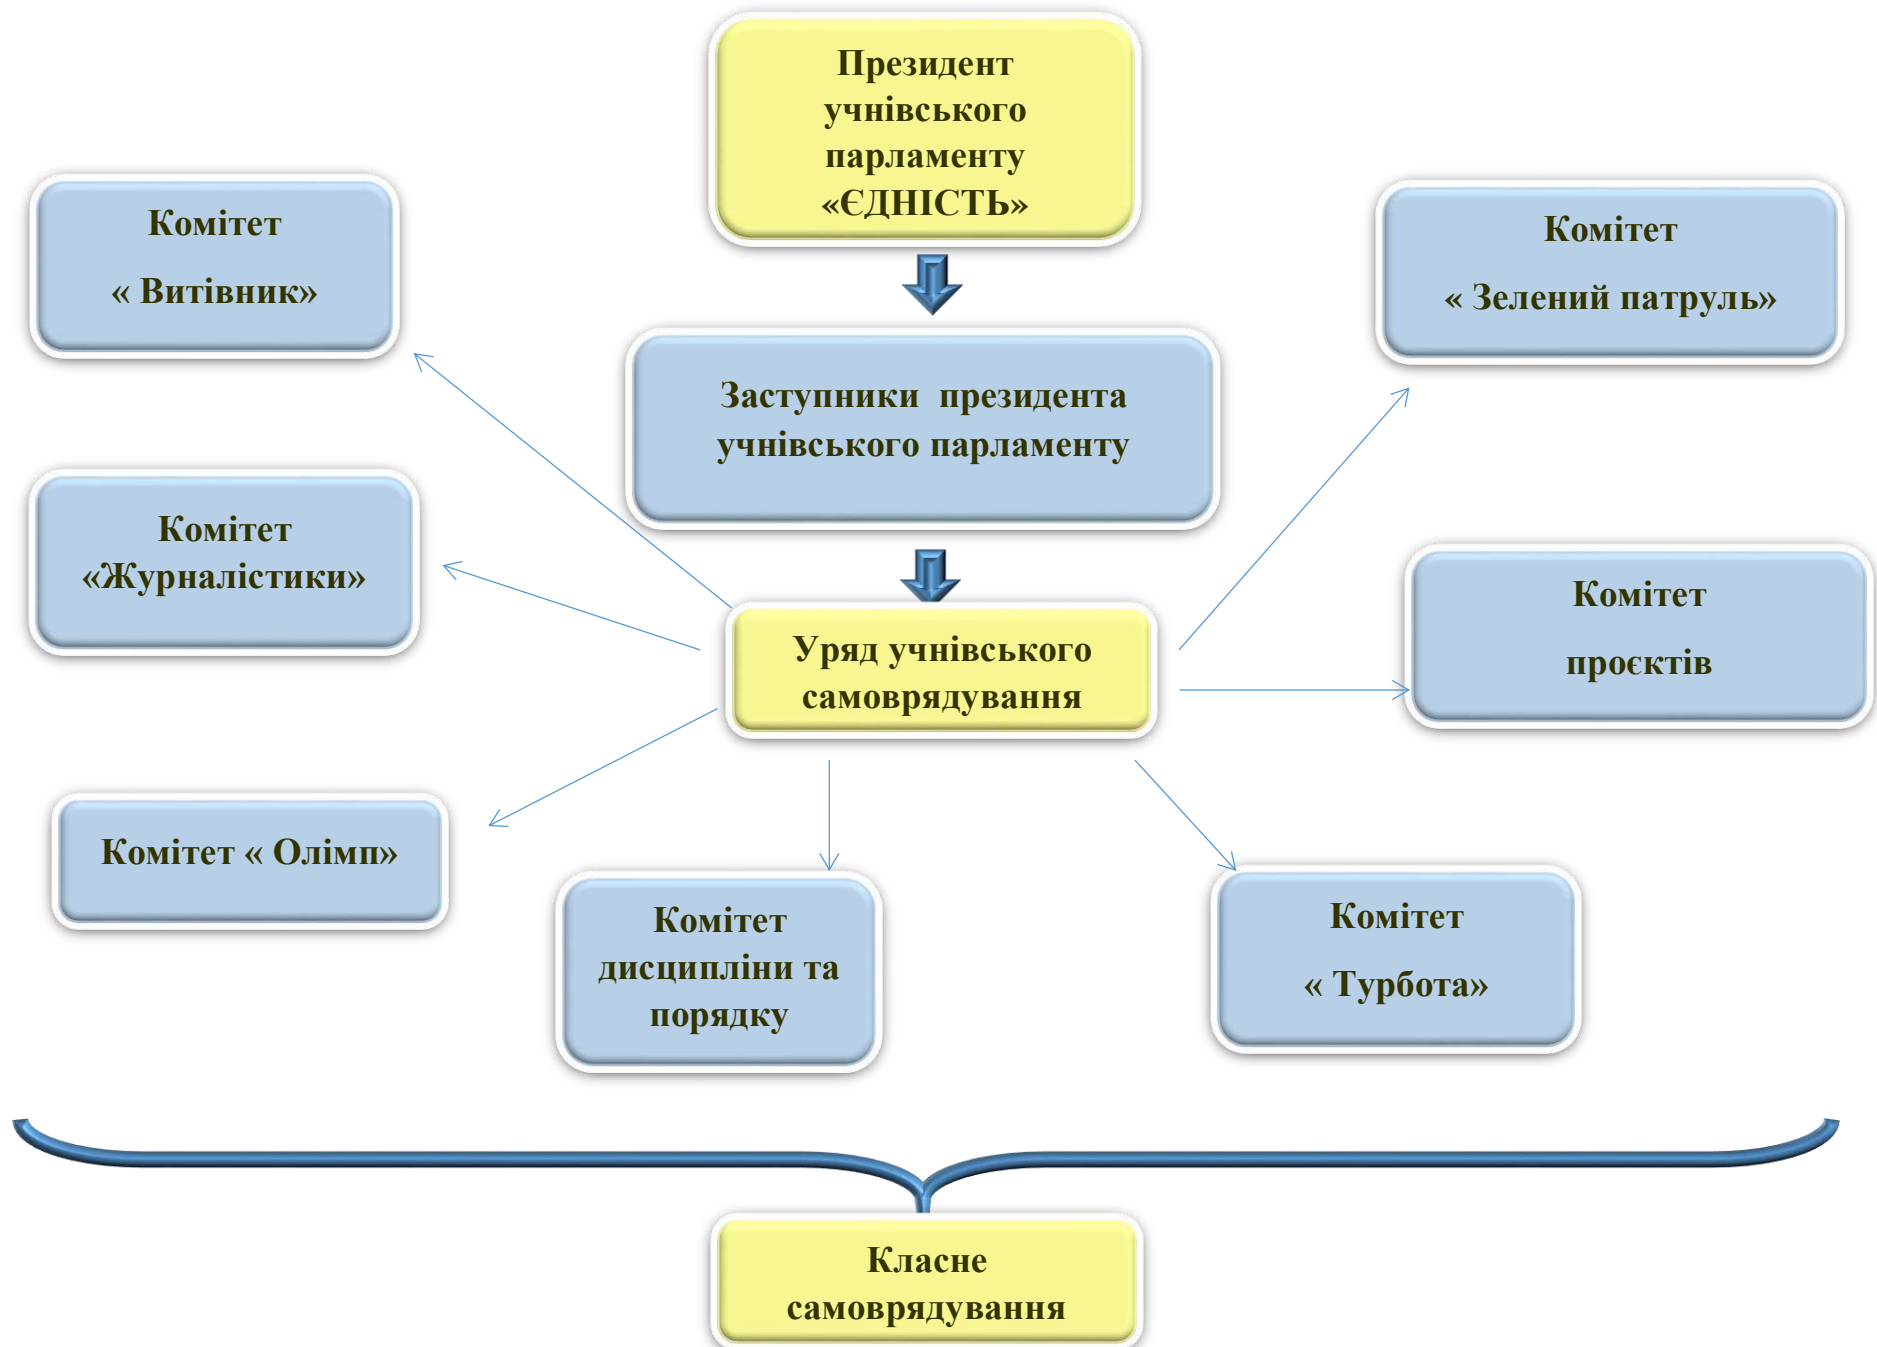 Президент
учнівського
парламенту
«ЄДНІСТЬ»
Комітет
« Витівник»
Комітет
« Зелений патруль»
Заступники президента
учнівського парламенту
Комітет
«Журналістики»
Комітет
проєктів
Уряд учнівського
самоврядування
Комітет « Олімп»
Комітет
дисципліни та
порядку
Комітет
« Турбота»
Класне
самоврядування